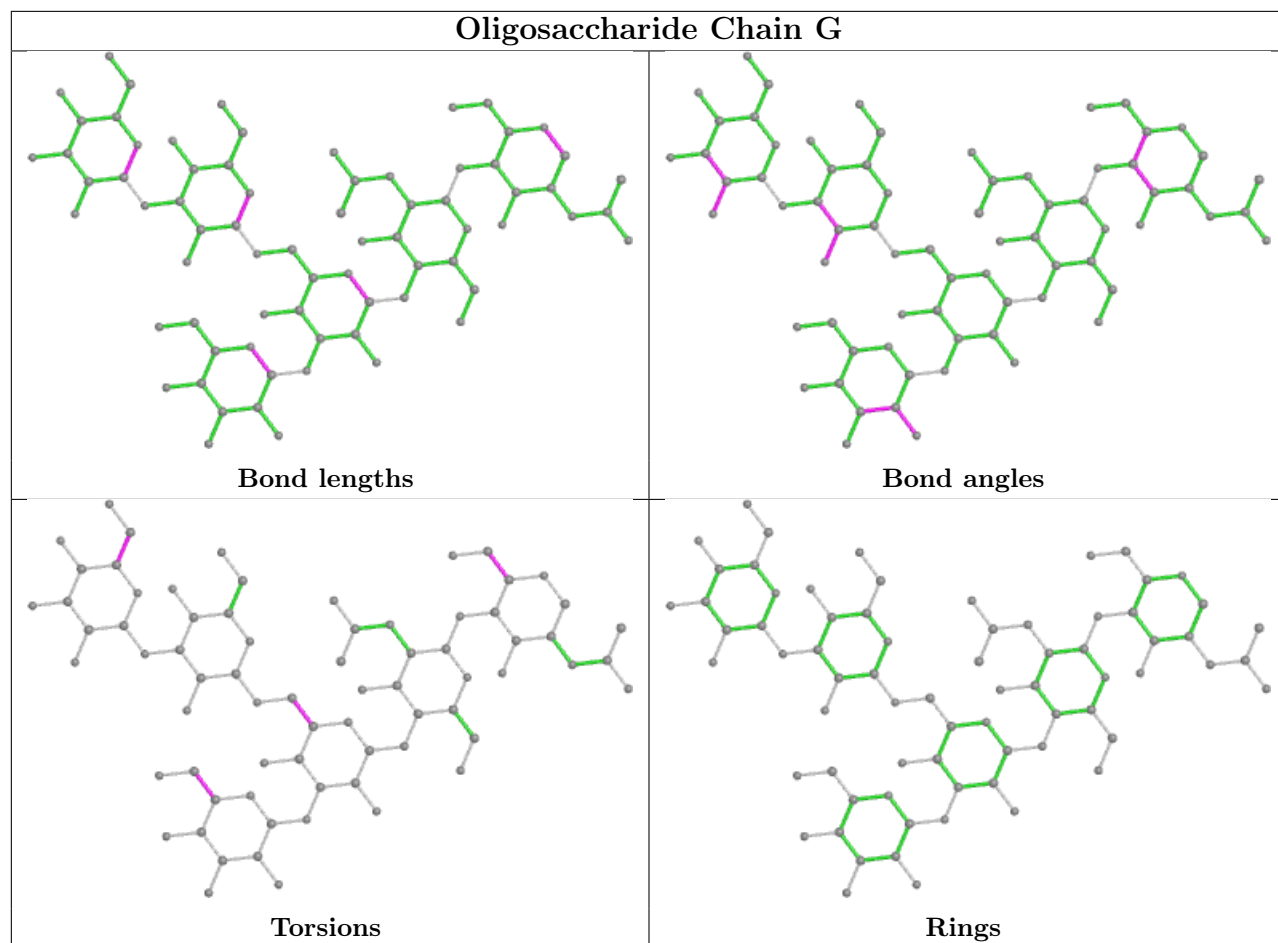 Oligosaccharide Chain G
Bond lengths
Bond angles
Torsions
Rings